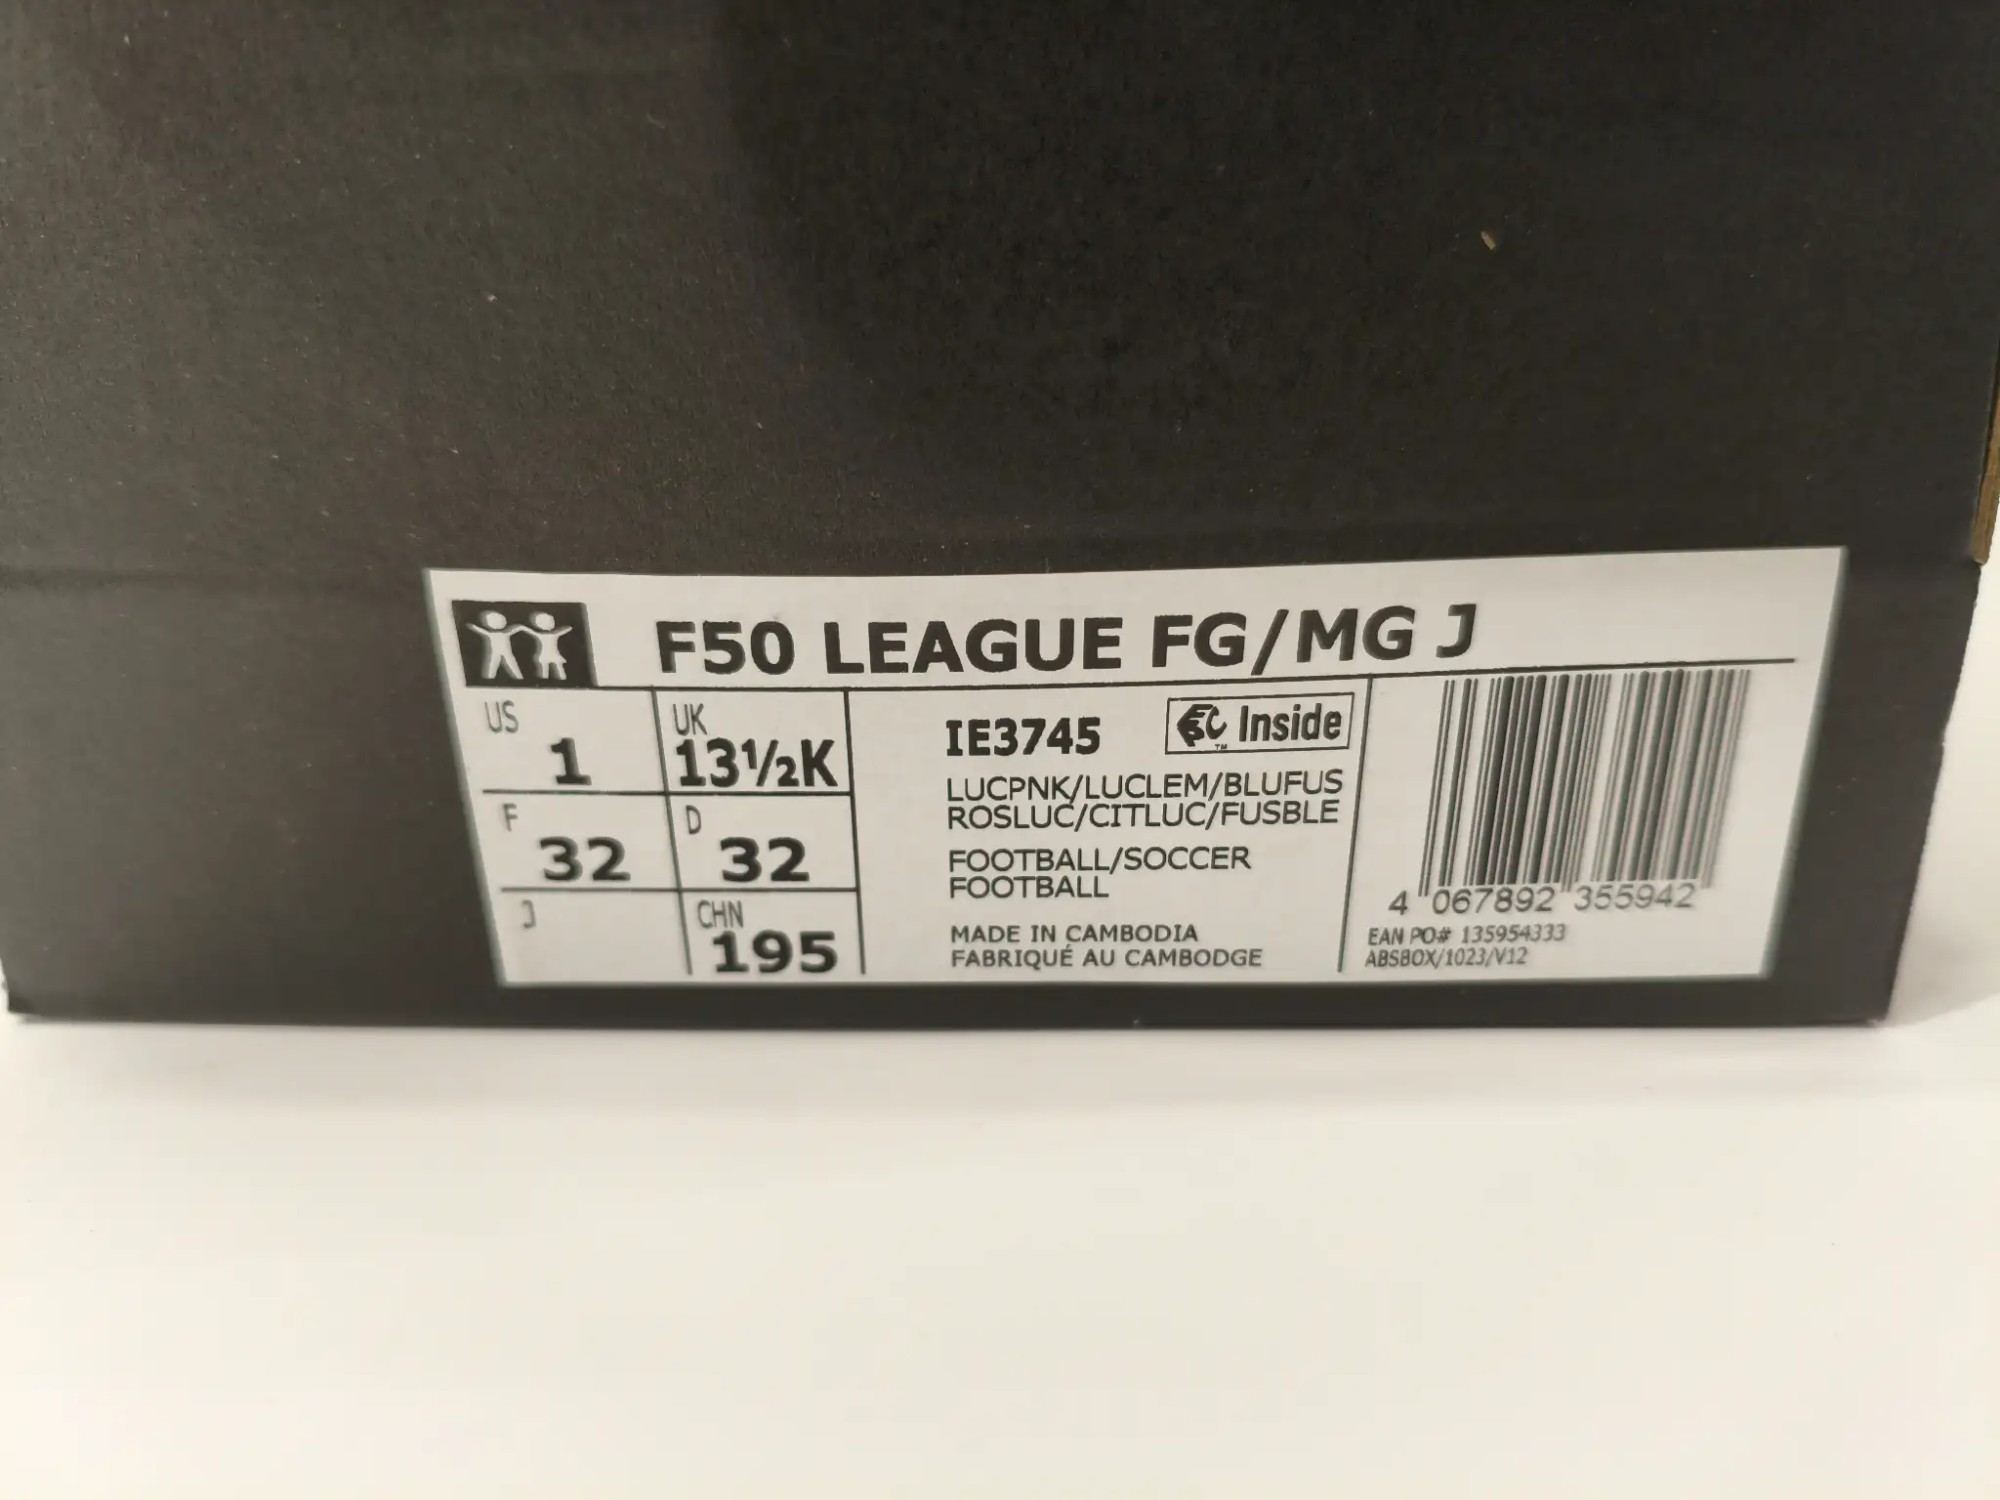 F50 LEAGUE FG/MG J
US
1
UK
13½K
F
32
D
32
J
CHN
195
IE3745
Inside
TM
LUCPNK/LUCLEM/BLUFUS
ROSLUC/CITLUC/FUSBLE
FOOTBALL/SOCCER
FOOTBALL
MADE IN CAMBODIA
FABRIQUÉ AU CAMBODGE
4 067892 355942
EAN PO# 135954333
ABSBOX/1023/V12